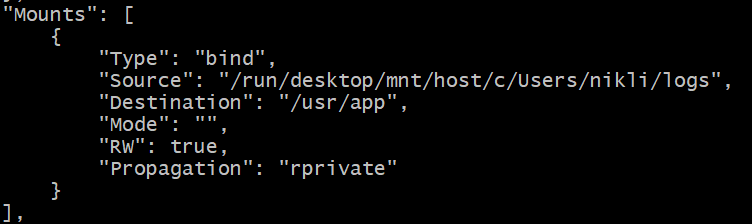 "Mounts": [
    {
        "Type": "bind",
        "Source": "/run/desktop/mnt/host/c/Users/nikli/logs",
        "Destination": "/usr/app",
        "Mode": "",
        "RW": true,
        "Propagation": "rprivate"
    }
],